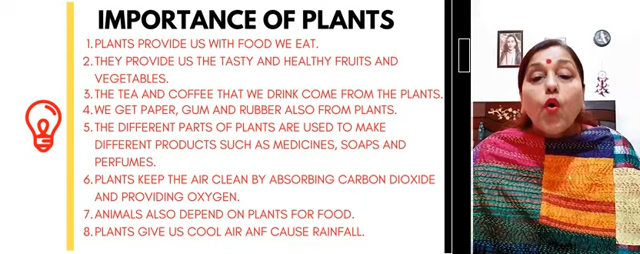 IMPORTANCE OF PLANTS
1. PLANTS PROVIDE US WITH FOOD WE EAT.
2. THEY PROVIDE US THE TASTY AND HEALTHY FRUITS AND
VEGETABLES.
3. THE TEA AND COFFEE THAT WE DRINK COME FROM THE PLANTS.
4. WE GET PAPER, GUM AND RUBBER ALSO FROM PLANTS.
5. THE DIFFERENT PARTS OF PLANTS ARE USED TO MAKE
DIFFERENT PRODUCTS SUCH AS MEDICINES, SOAPS AND
PERFUMES.
6. PLANTS KEEP THE AIR CLEAN BY ABSORBING CARBON DIOXIDE
AND PROVIDING OXYGEN.
7. ANIMALS ALSO DEPEND ON PLANTS FOR FOOD.
8. PLANTS GIVE US COOL AIR ANF CAUSE RAINFALL.